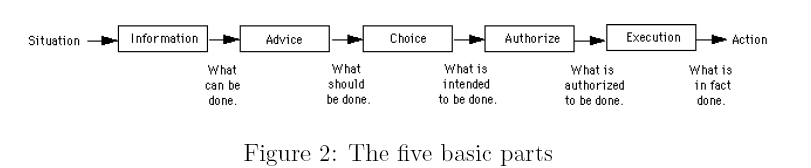 Situation
Information
Advice
Choice
Authorize
Execution
Action
What
can be
done.
What
should
be done.
What is
intended
to be done.
What is
authorized
to be done.
What is
in fact
done.
Figure 2: The five basic parts